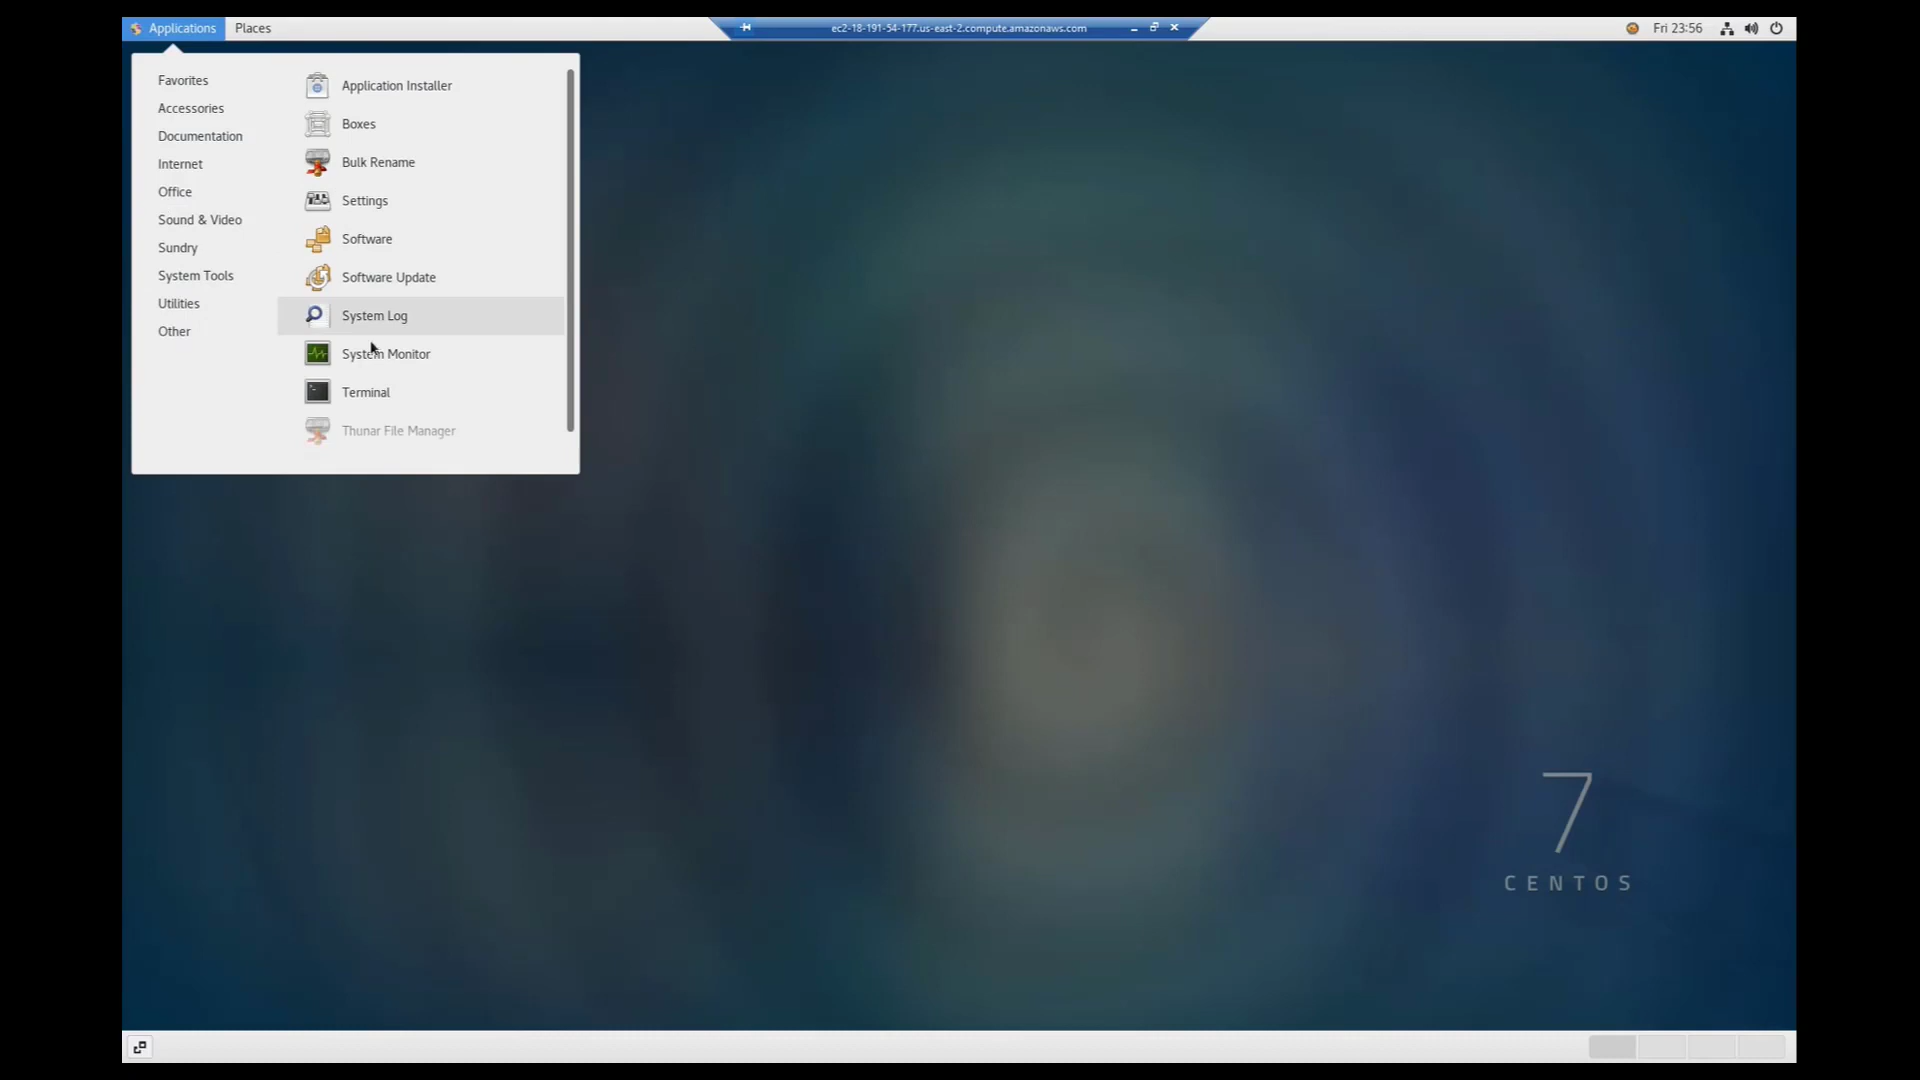 Applications Places ec2-18-191-54-177.us-east-2.compute.amazonaws.com Fri 23:56
Favorites
Accessories
Documentation
Internet
Office
Sound & Video
Sundry
System Tools
Utilities
Other
Application Installer
Boxes
Bulk Rename
Settings
Software
Software Update
System Log
System Monitor
Terminal
Thunar File Manager
7
CENTOS